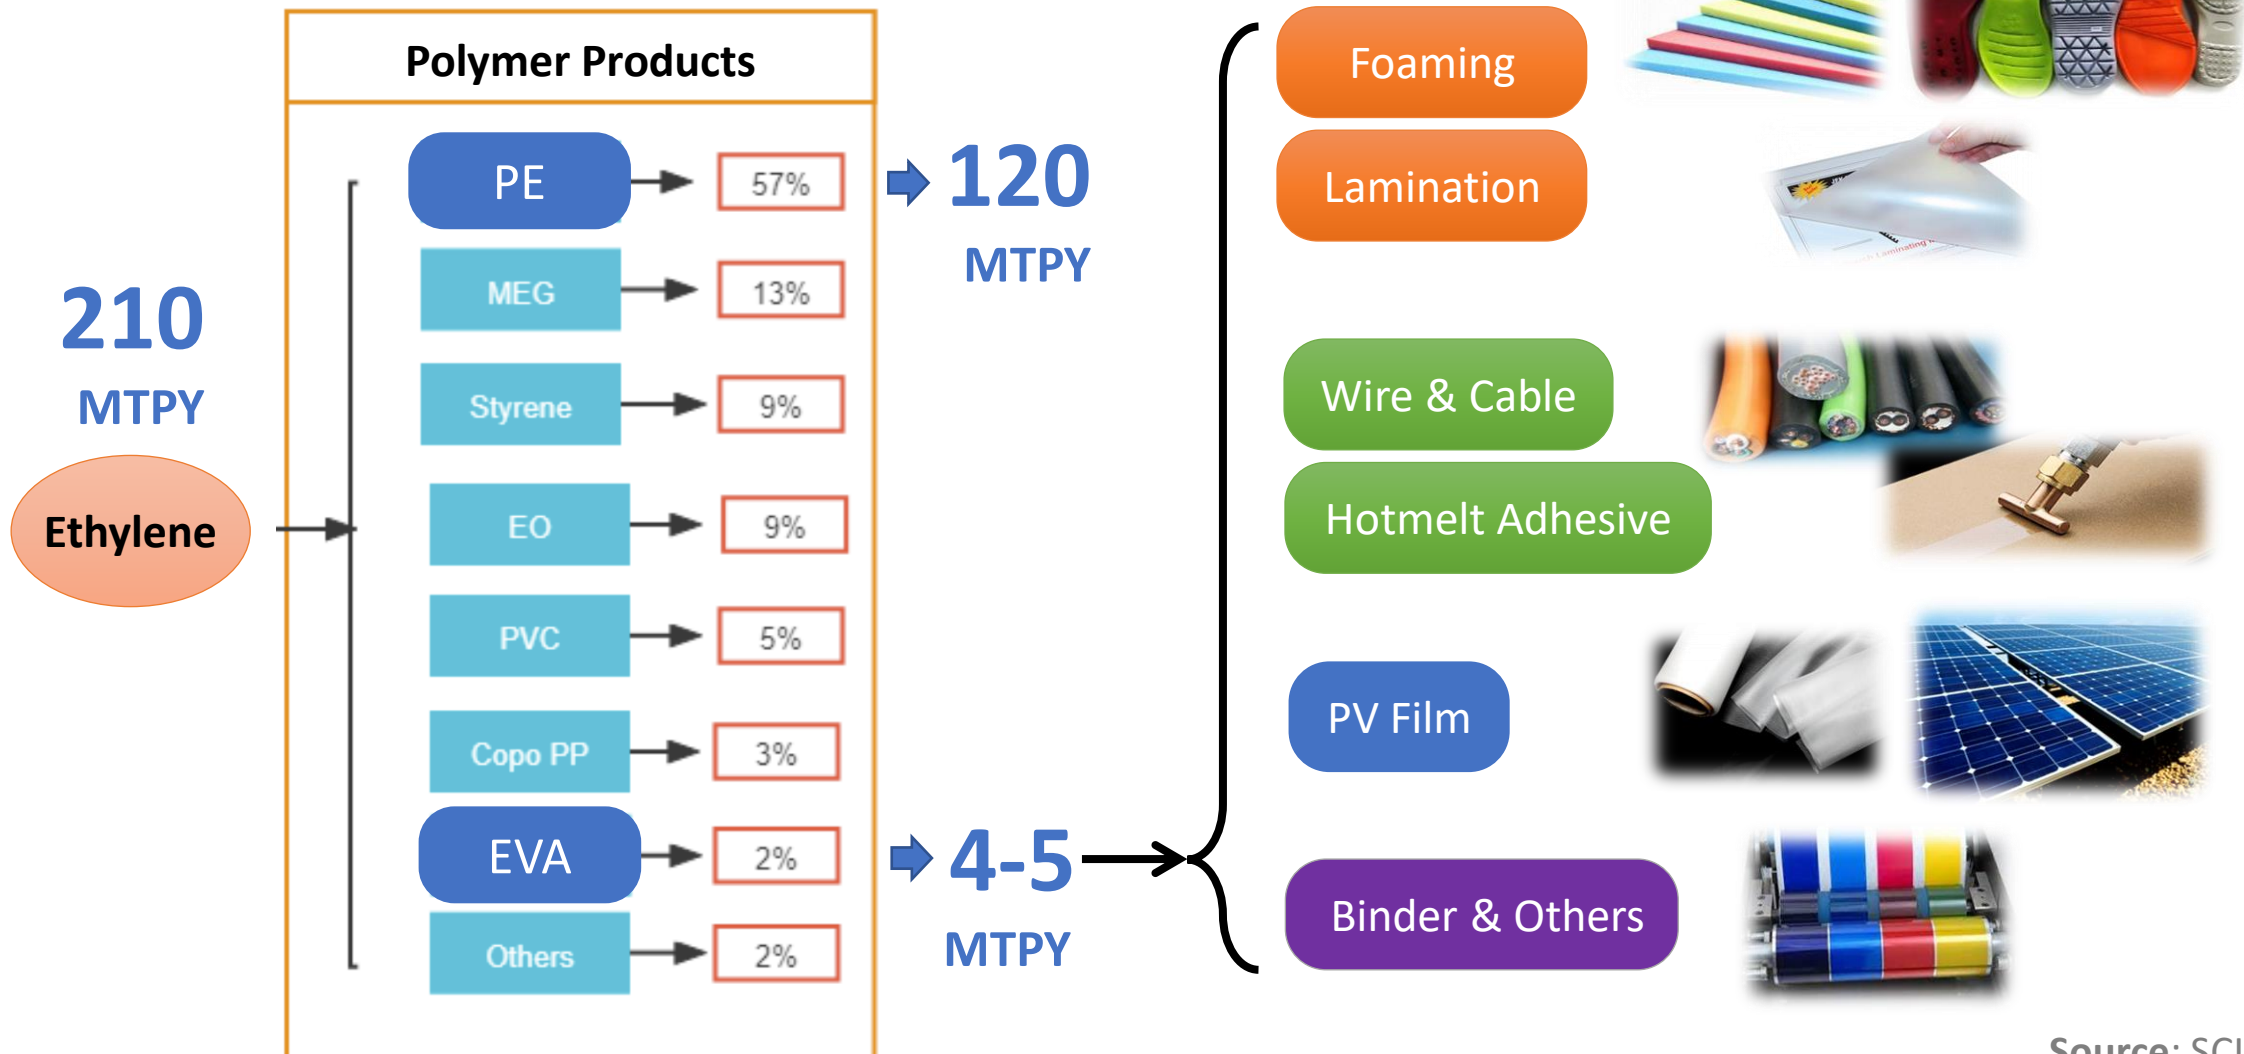 Polymer Products
210
MTPY
Ethylene
PE
57%
MEG
13%
Styrene
9%
EO
9%
PVC
5%
Copo PP
3%
EVA
2%
Others
2%
120
MTPY
4-5
MTPY
Foaming
Lamination
Wire & Cable
Hotmelt Adhesive
PV Film
Binder & Others
Laminating
Source: SCI